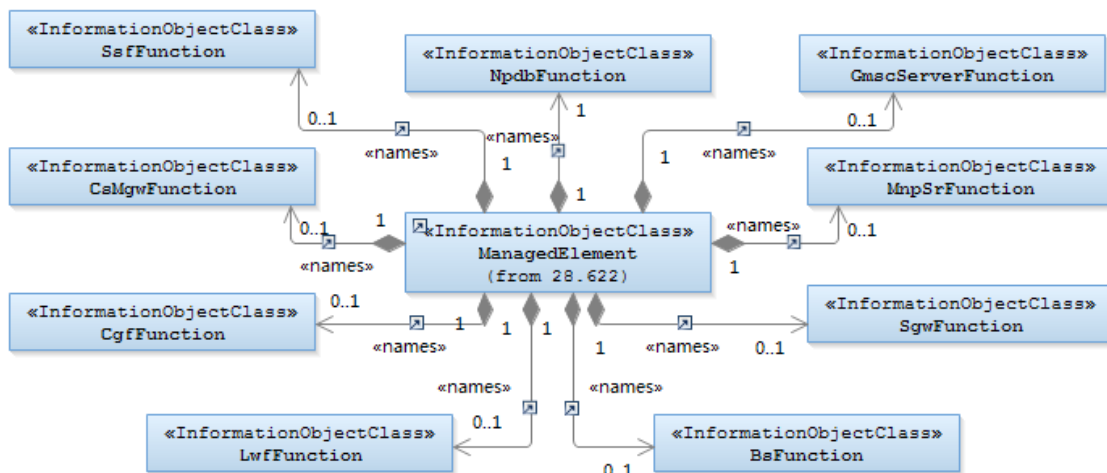 «InformationObjectClass»
SsfFunction
«InformationObjectClass»
NpdbFunction
«InformationObjectClass»
GmscServerFunction
0..1
«names»
1
1
«names»
1
0..1
«names»
1
«InformationObjectClass»
CsMgwFunction
«InformationObjectClass»
MnpSrFunction
0..1
1
«names»
«InformationObjectClass»
ManagedElement
(from 28.622)
«names»
0..1
1
«InformationObjectClass»
CgfFunction
0..1
1
«names»
«InformationObjectClass»
SgwFunction
1
«names»
0..1
1
«names»
0..1
1
«names»
0..1
«InformationObjectClass»
LwfFunction
«InformationObjectClass»
BsFunction